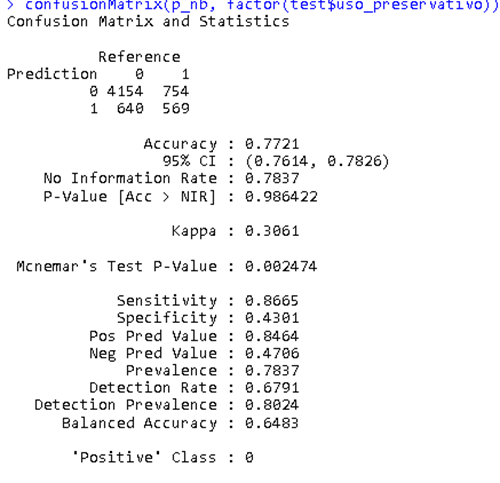 > confusionMatrix(p_nb, factor(test$uso_preservativo))
Confusion Matrix and Statistics
Reference
Prediction 0 1
0 4154 754
1 640 569
Accuracy : 0.7721
95% CI : (0.7614, 0.7826)
No Information Rate : 0.7837
P-Value [Acc > NIR] : 0.986422
Kappa : 0.3061
Mcnemar's Test P-Value : 0.002474
Sensitivity : 0.8665
Specificity : 0.4301
Pos Pred Value : 0.8464
Neg Pred Value : 0.4706
Prevalence : 0.7837
Detection Rate : 0.6791
Detection Prevalence : 0.8024
Balanced Accuracy : 0.6483
'Positive' Class : 0